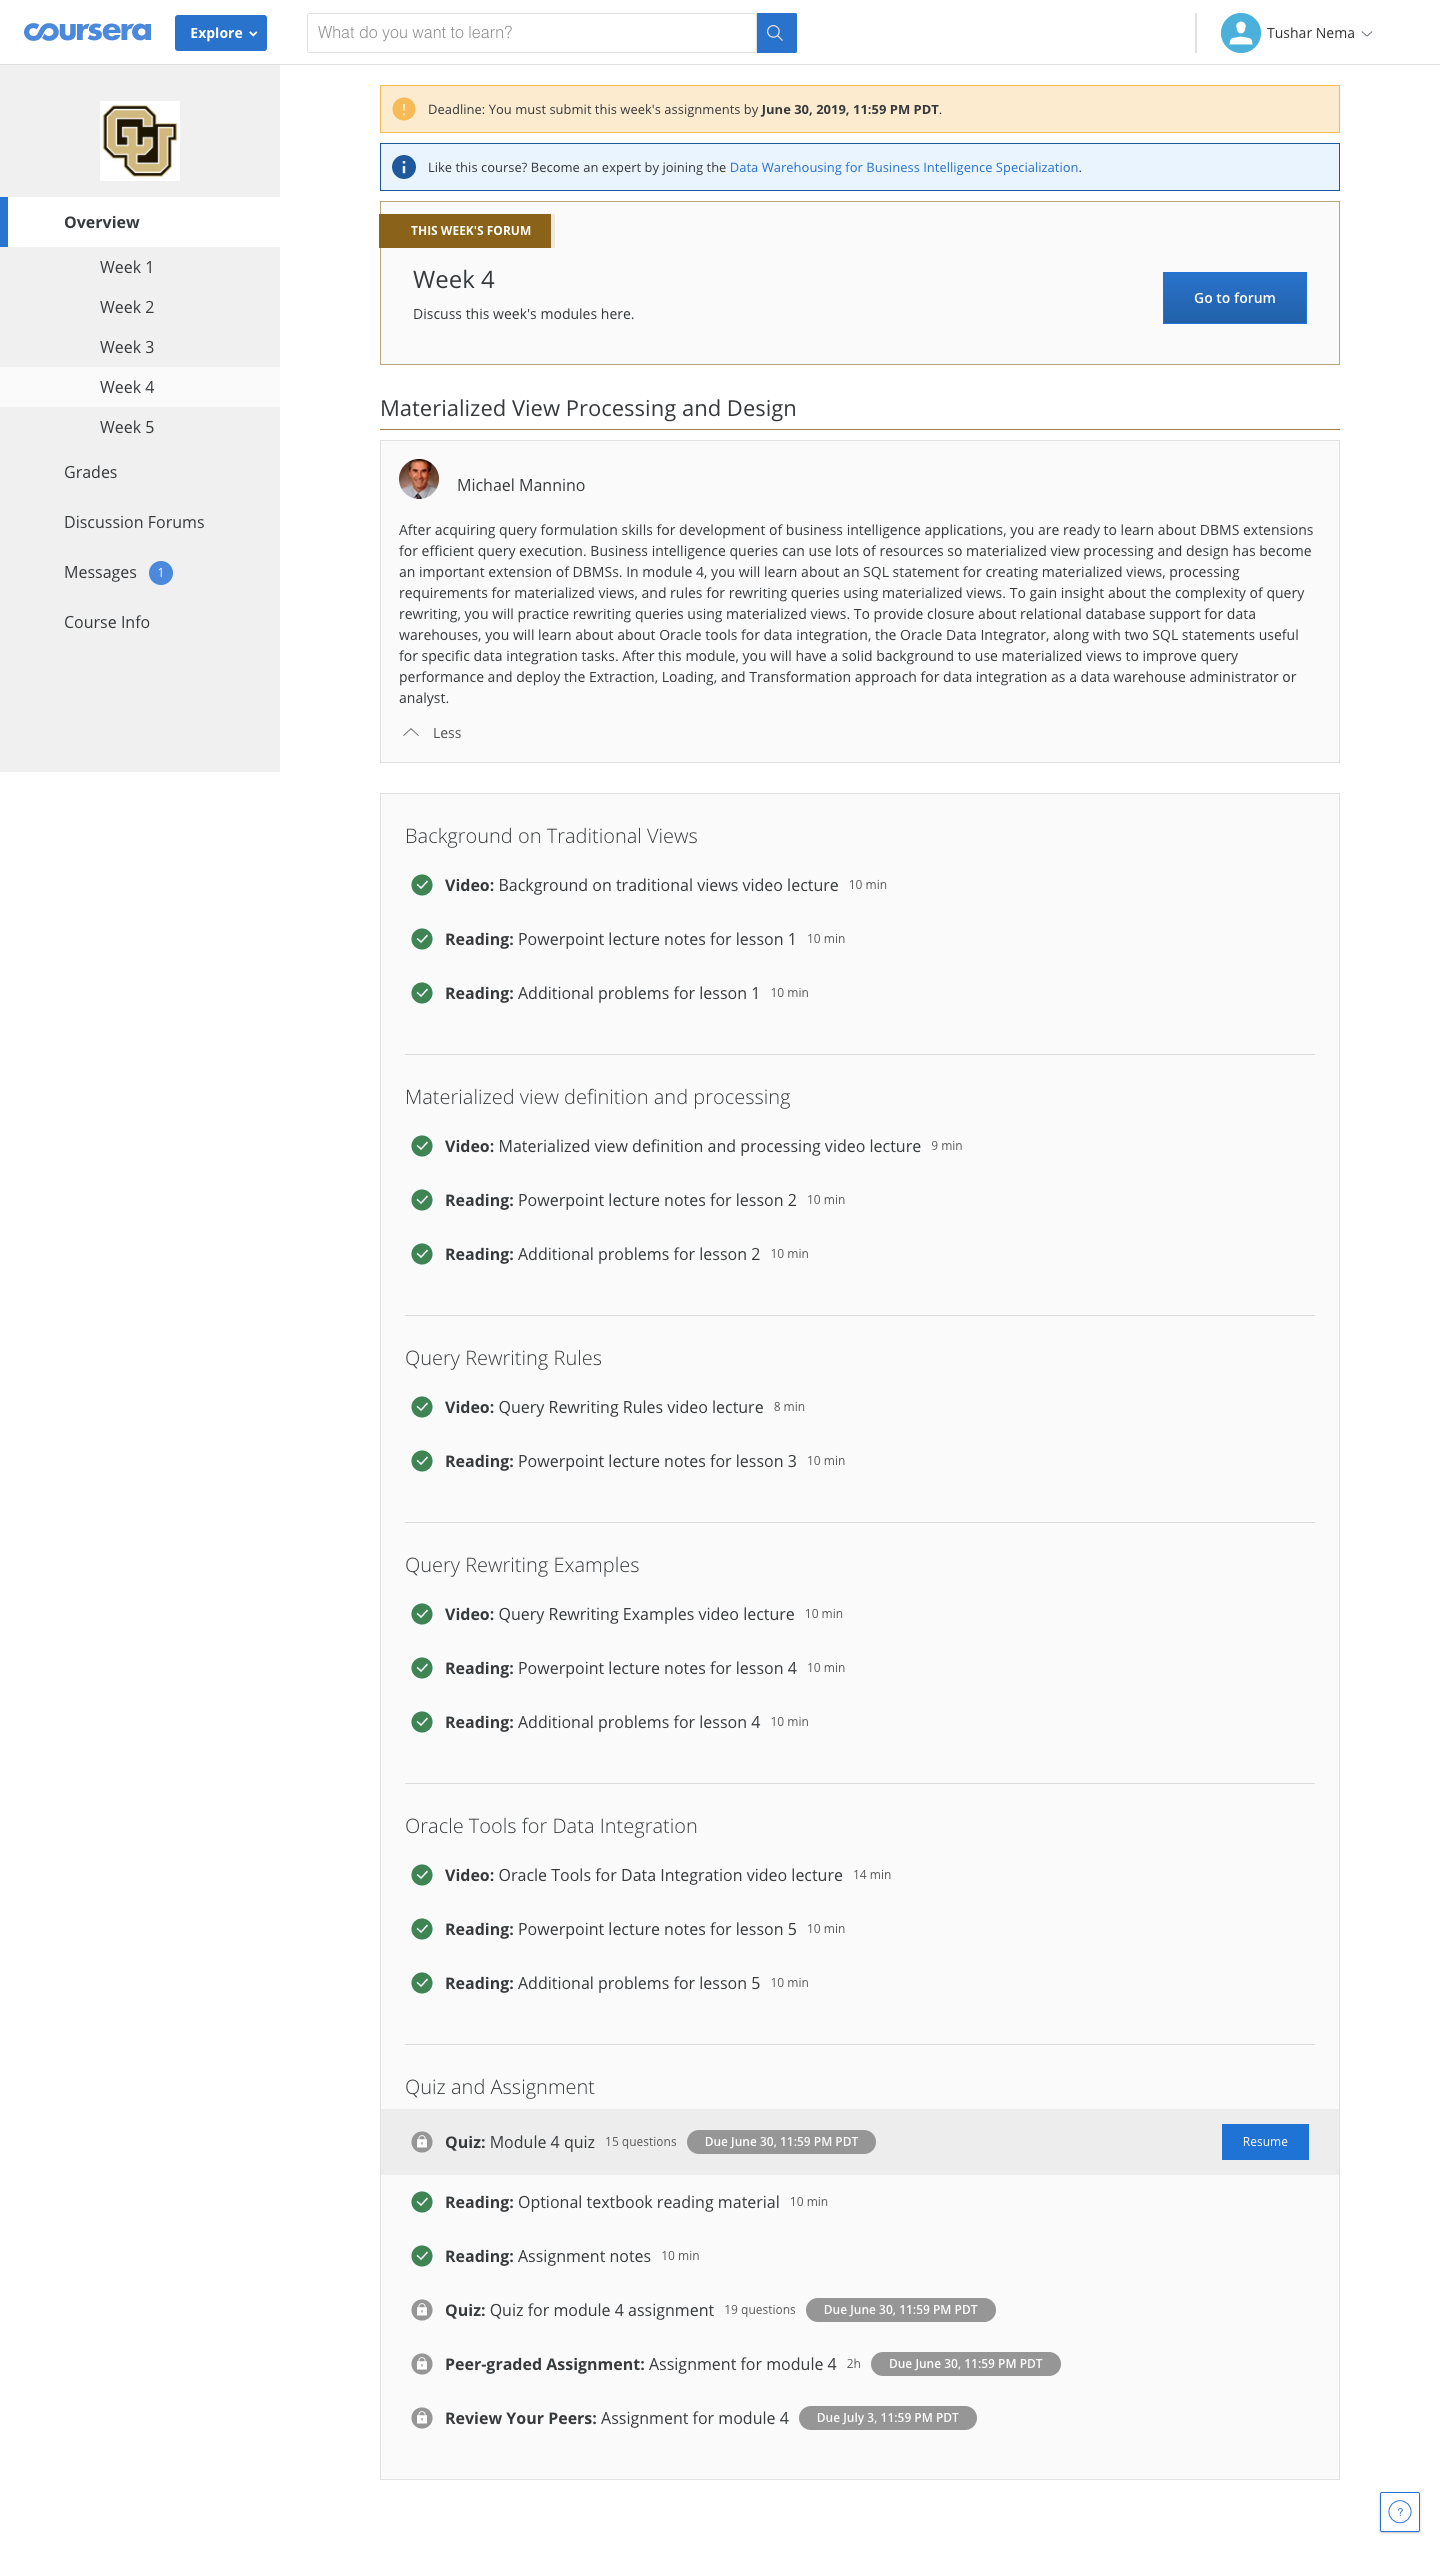 coursera
Explore
What do you want to learn?
Tushar Nema
CU
Overview
Week 1
Week 2
Week 3
Week 4
Week 5
Grades
Discussion Forums
Messages 1
Course Info
Deadline: You must submit this week's assignments by June 30, 2019, 11:59 PM PDT.
Like this course? Become an expert by joining the Data Warehousing for Business Intelligence Specialization.
THIS WEEK'S FORUM
Week 4
Discuss this week's modules here.
Go to forum
Materialized View Processing and Design
Michael Mannino
After acquiring query formulation skills for development of business intelligence applications, you are ready to learn about DBMS extensions
for efficient query execution. Business intelligence queries can use lots of resources so materialized view processing and design has become
an important extension of DBMSs. In module 4, you will learn about an SQL statement for creating materialized views, processing
requirements for materialized views, and rules for rewriting queries using materialized views. To gain insight about the complexity of query
rewriting, you will practice rewriting queries using materialized views. To provide closure about relational database support for data
warehouses, you will learn about about Oracle tools for data integration, the Oracle Data Integrator, along with two SQL statements useful
for specific data integration tasks. After this module, you will have a solid background to use materialized views to improve query
performance and deploy the Extraction, Loading, and Transformation approach for data integration as a data warehouse administrator or
analyst.
Less
Background on Traditional Views
Video: Background on traditional views video lecture 10 min
Reading: Powerpoint lecture notes for lesson 1 10 min
Reading: Additional problems for lesson 1 10 min
Materialized view definition and processing
Video: Materialized view definition and processing video lecture 9 min
Reading: Powerpoint lecture notes for lesson 2 10 min
Reading: Additional problems for lesson 2 10 min
Query Rewriting Rules
Video: Query Rewriting Rules video lecture 8 min
Reading: Powerpoint lecture notes for lesson 3 10 min
Query Rewriting Examples
Video: Query Rewriting Examples video lecture 10 min
Reading: Powerpoint lecture notes for lesson 4 10 min
Reading: Additional problems for lesson 4 10 min
Oracle Tools for Data Integration
Video: Oracle Tools for Data Integration video lecture 14 min
Reading: Powerpoint lecture notes for lesson 5 10 min
Reading: Additional problems for lesson 5 10 min
Quiz and Assignment
Quiz: Module 4 quiz 15 questions Due June 30, 11:59 PM PDT Resume
Reading: Optional textbook reading material 10 min
Reading: Assignment notes 10 min
Quiz: Quiz for module 4 assignment 19 questions Due June 30, 11:59 PM PDT
Peer-graded Assignment: Assignment for module 4 2h Due June 30, 11:59 PM PDT
Review Your Peers: Assignment for module 4 Due July 3, 11:59 PM PDT
?